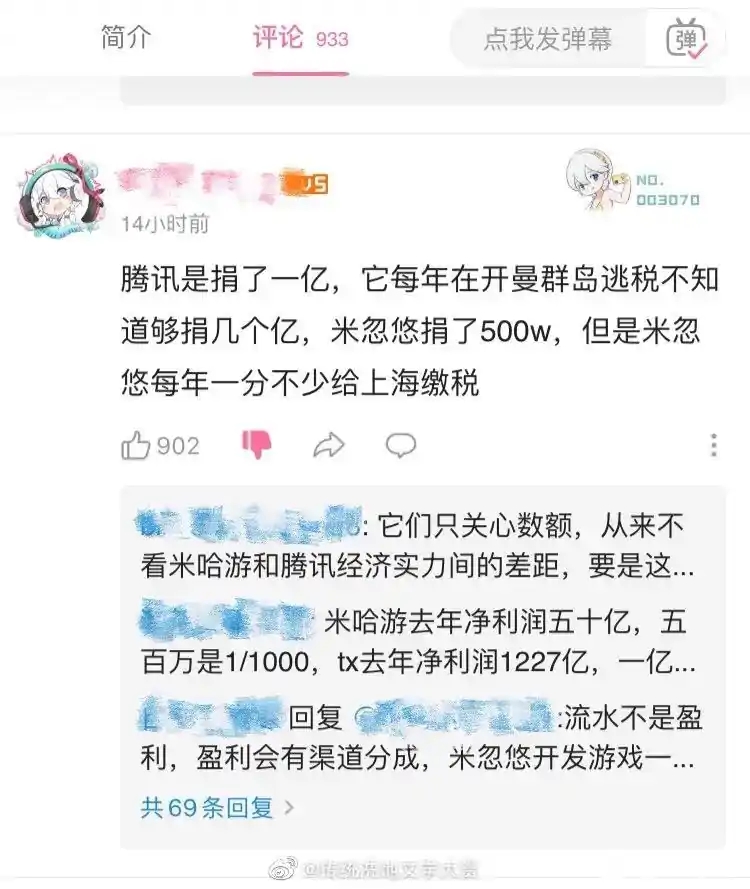 简介
评论 933
点我发弹幕
弹
NO.
003070
14小时前
腾讯是捐了一亿，它每年在开曼群岛逃税不知
道够捐几个亿，米忽悠捐了500w，但是米忽
悠每年一分不少给上海缴税
902
: 它们只关心数额，从来不
看米哈游和腾讯经济实力间的差距，要是这...
米哈游去年净利润五十亿，五
百万是1/1000，tx去年净利润1227亿，一亿...
回复 @ :流水不是盈
利，盈利会有渠道分成，米忽悠开发游戏一...
共69条回复 >